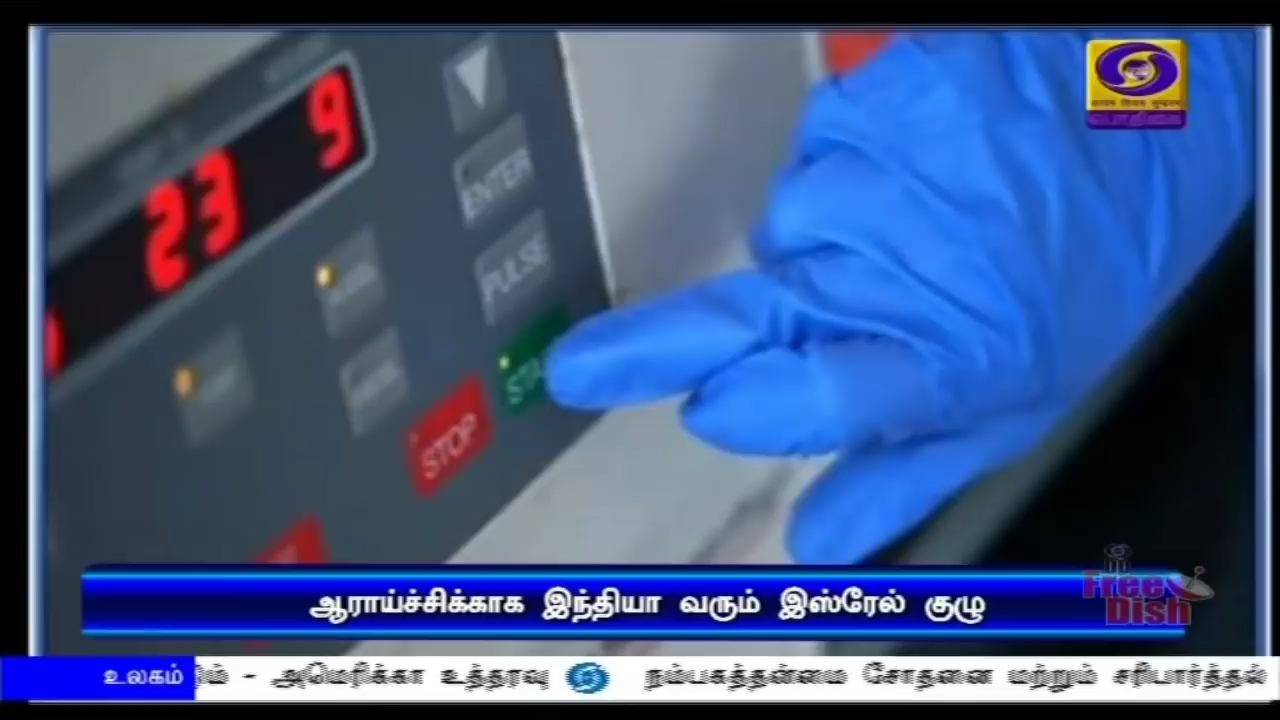 பொதிகை
9
23
ENTER
PULSE
STA
STOP
ஆராய்ச்சிக்காக இந்தியா வரும் இஸ்ரேல் குழு
Free
Dish
உலகம் - அமெரிக்கா உத்தரவு நம்பகத்தன்மை சோதனை மற்றும் சரிபார்த்தல்